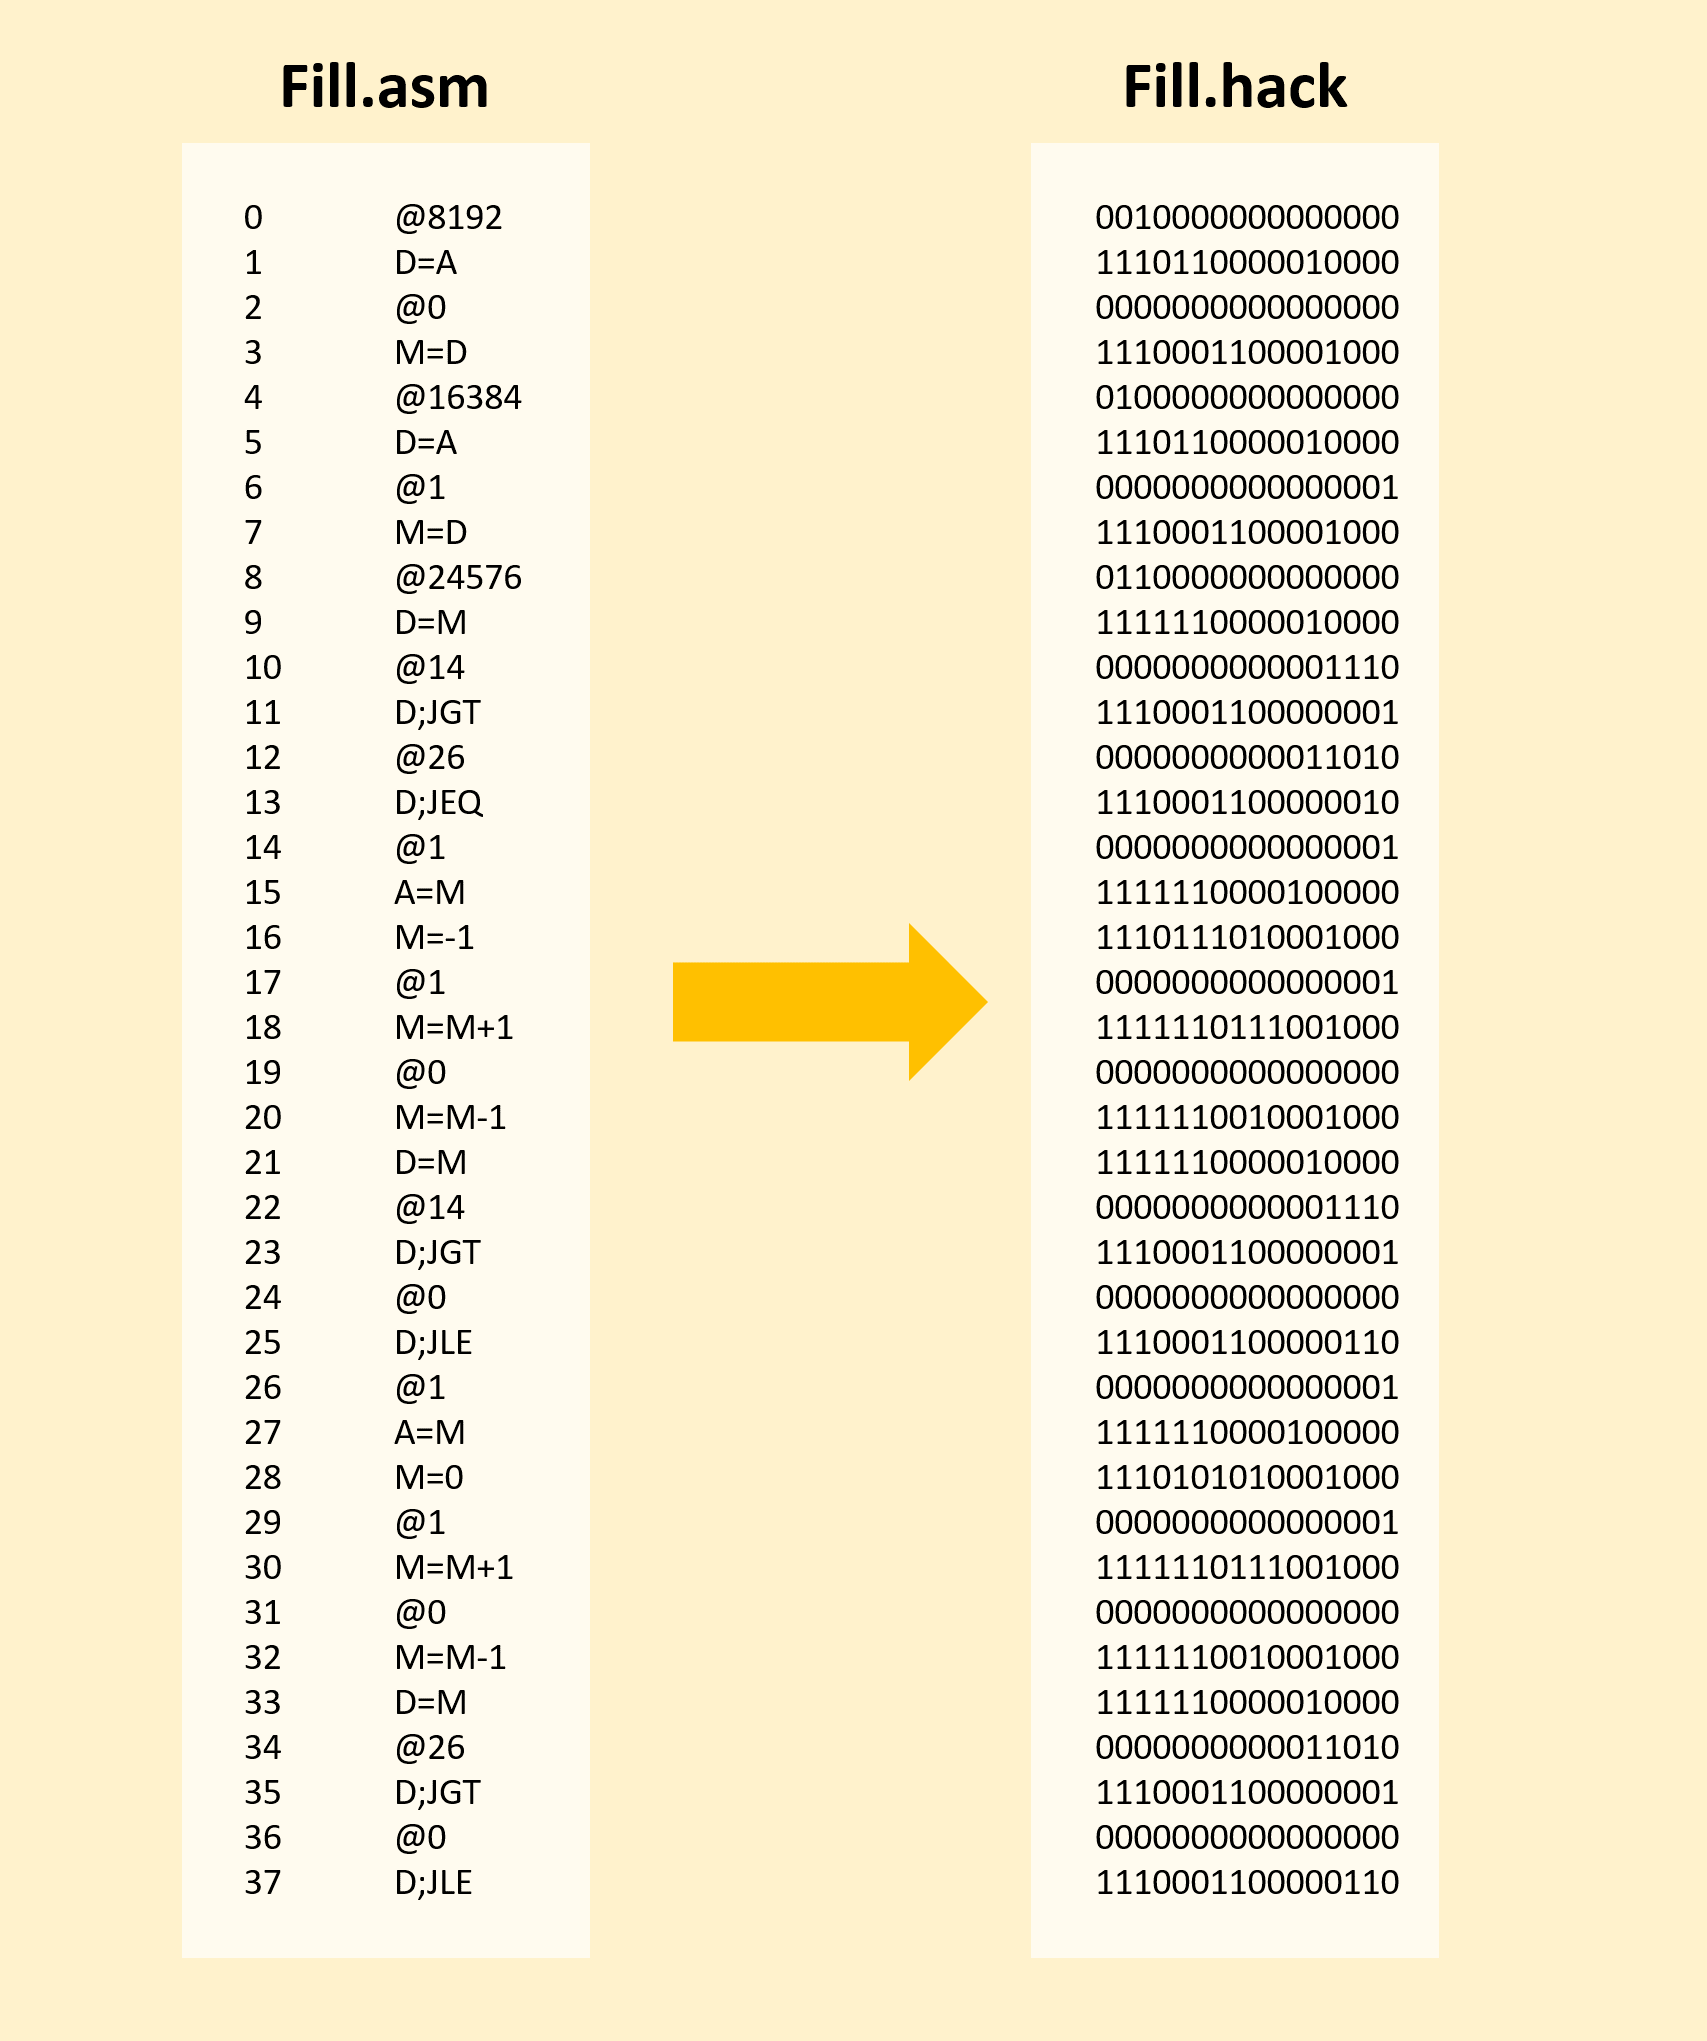 Fill.asm Fill.hack
0 @8192 0010000000000000
1 D=A 1110110000010000
2 @0 0000000000000000
3 M=D 1110001100001000
4 @16384 0100000000000000
5 D=A 1110110000010000
6 @1 0000000000000001
7 M=D 1110001100001000
8 @24576 0110000000000000
9 D=M 1111110000010000
10 @14 0000000000001110
11 D;JGT 1110001100000001
12 @26 0000000000011010
13 D;JEQ 1110001100000010
14 @1 0000000000000001
15 A=M 1111110000100000
16 M=-1 1110111010001000
17 @1 0000000000000001
18 M=M+1 1111110111001000
19 @0 0000000000000000
20 M=M-1 1111110010001000
21 D=M 1111110000010000
22 @14 0000000000001110
23 D;JGT 1110001100000001
24 @0 0000000000000000
25 D;JLE 1110001100000110
26 @1 0000000000000001
27 A=M 1111110000100000
28 M=0 1110101010001000
29 @1 0000000000000001
30 M=M+1 1111110111001000
31 @0 0000000000000000
32 M=M-1 1111110010001000
33 D=M 1111110000010000
34 @26 0000000000011010
35 D;JGT 1110001100000001
36 @0 0000000000000000
37 D;JLE 1110001100000110